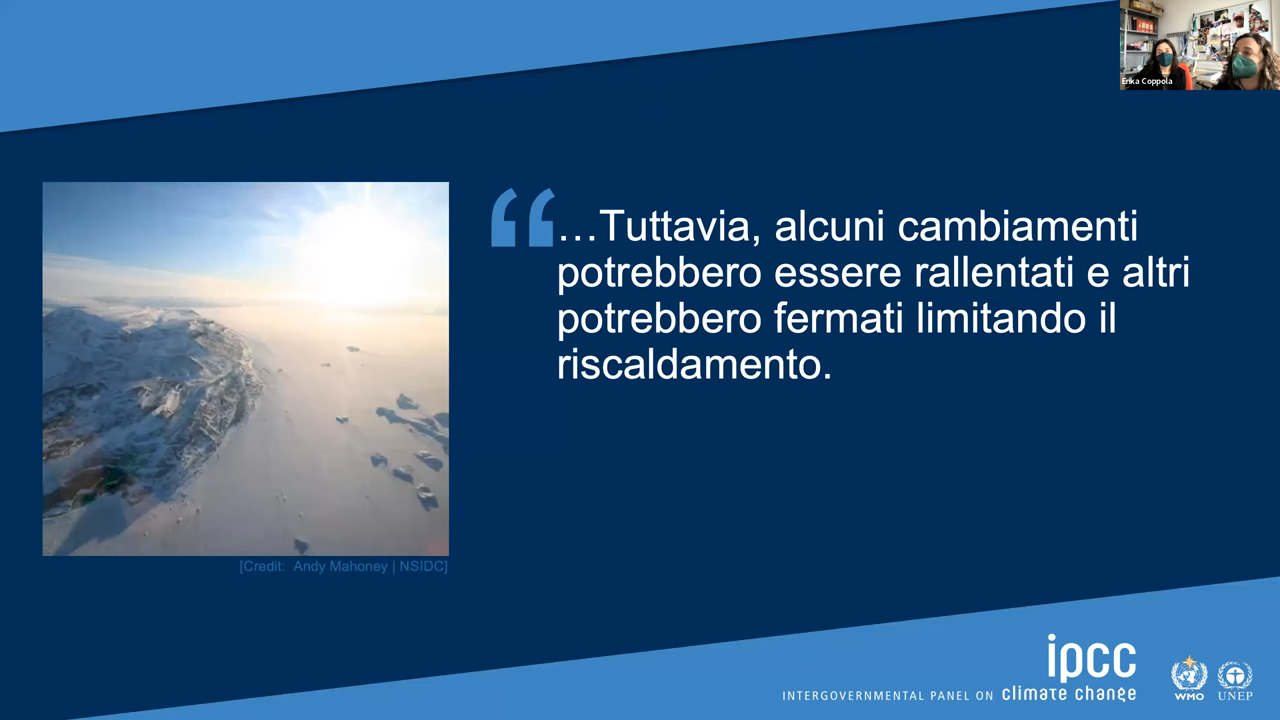 Erika Coppola
“…Tuttavia, alcuni cambiamenti
potrebbero essere rallentati e altri
potrebbero fermati limitando il
riscaldamento.
[Credit: Andy Mahoney | NSIDC]
ipcc
INTERGOVERNMENTAL PANEL ON climate change
WMO
UNEP